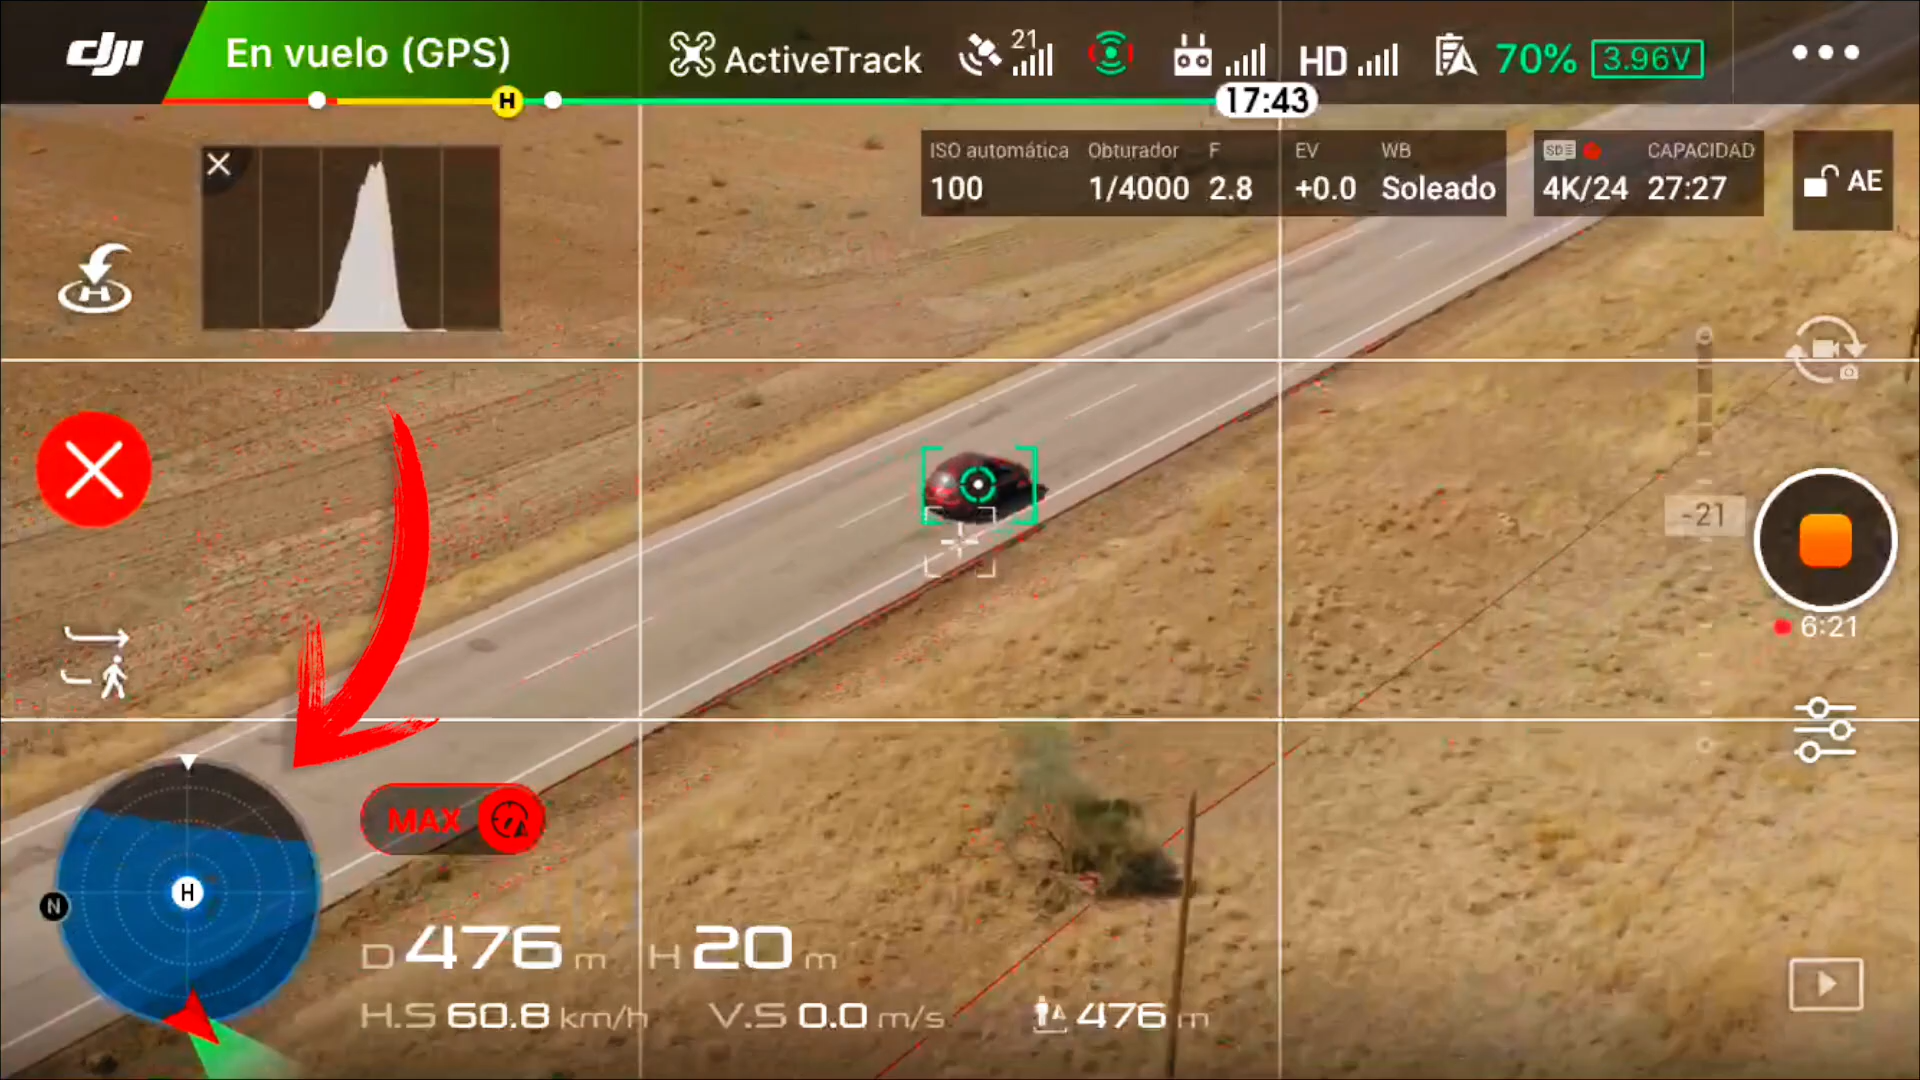 dji
En vuelo (GPS)
ActiveTrack
21
HD
70%
3.96V
H
17:43
ISO automática
100
Obturador
1/4000
F
2.8
EV
+0.0
WB
Soleado
SD
4K/24
CAPACIDAD
27:27
AE
H
-21
6:21
MAX
H
N
D 476 m
H 20 m
H.S 60.8 km/h
V.S 0.0 m/s
476 m